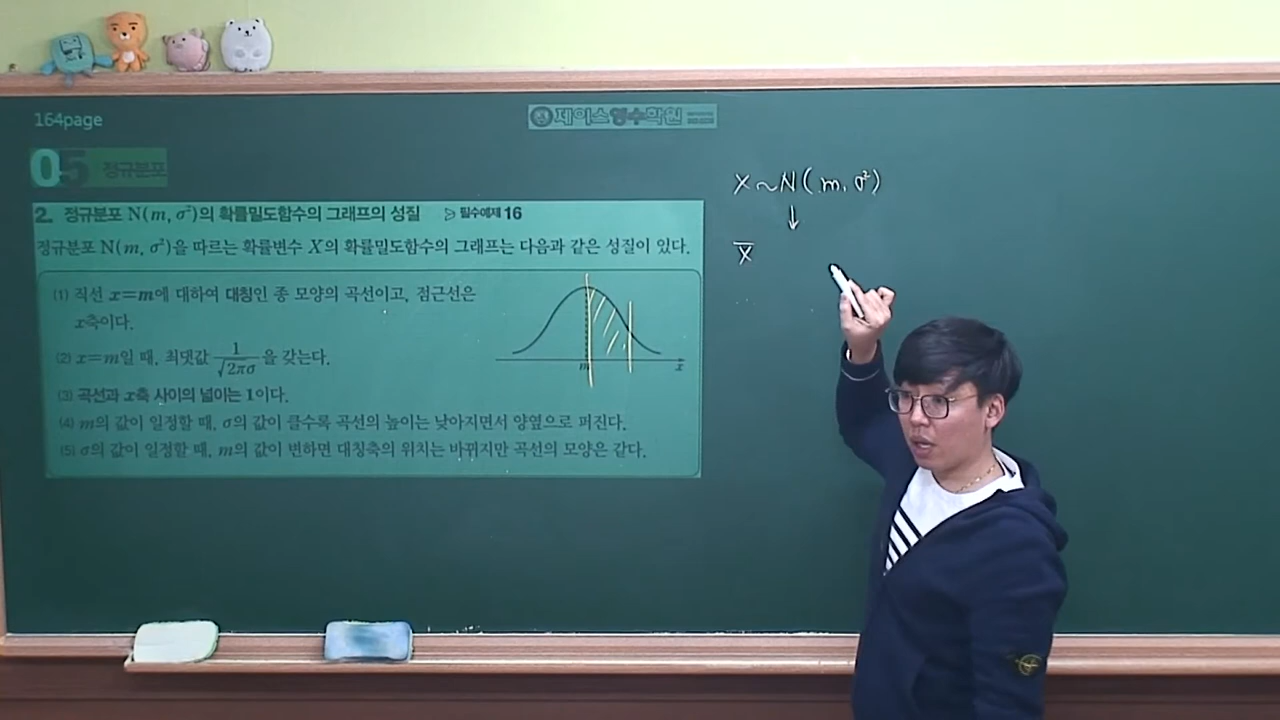 164page
제이스영수학원
05 정규분포
2. 정규분포 N(m, σ²)의 확률밀도함수의 그래프의 성질 ▷ 필수예제 16
정규분포 N(m, σ²)을 따르는 확률변수 X의 확률밀도함수의 그래프는 다음과 같은 성질이 있다.
(1) 직선 x=m에 대하여 대칭인 종 모양의 곡선이고, 점근선은
x축이다.
(2) x=m일 때, 최댓값 1/√2πσ 을 갖는다.
(3) 곡선과 x축 사이의 넓이는 1이다.
(4) m의 값이 일정할 때, σ의 값이 클수록 곡선의 높이는 낮아지면서 양옆으로 퍼진다.
(5) σ의 값이 일정할 때, m의 값이 변하면 대칭축의 위치는 바뀌지만 곡선의 모양은 같다.
m x
X~N(m, σ²)
↓
X̅